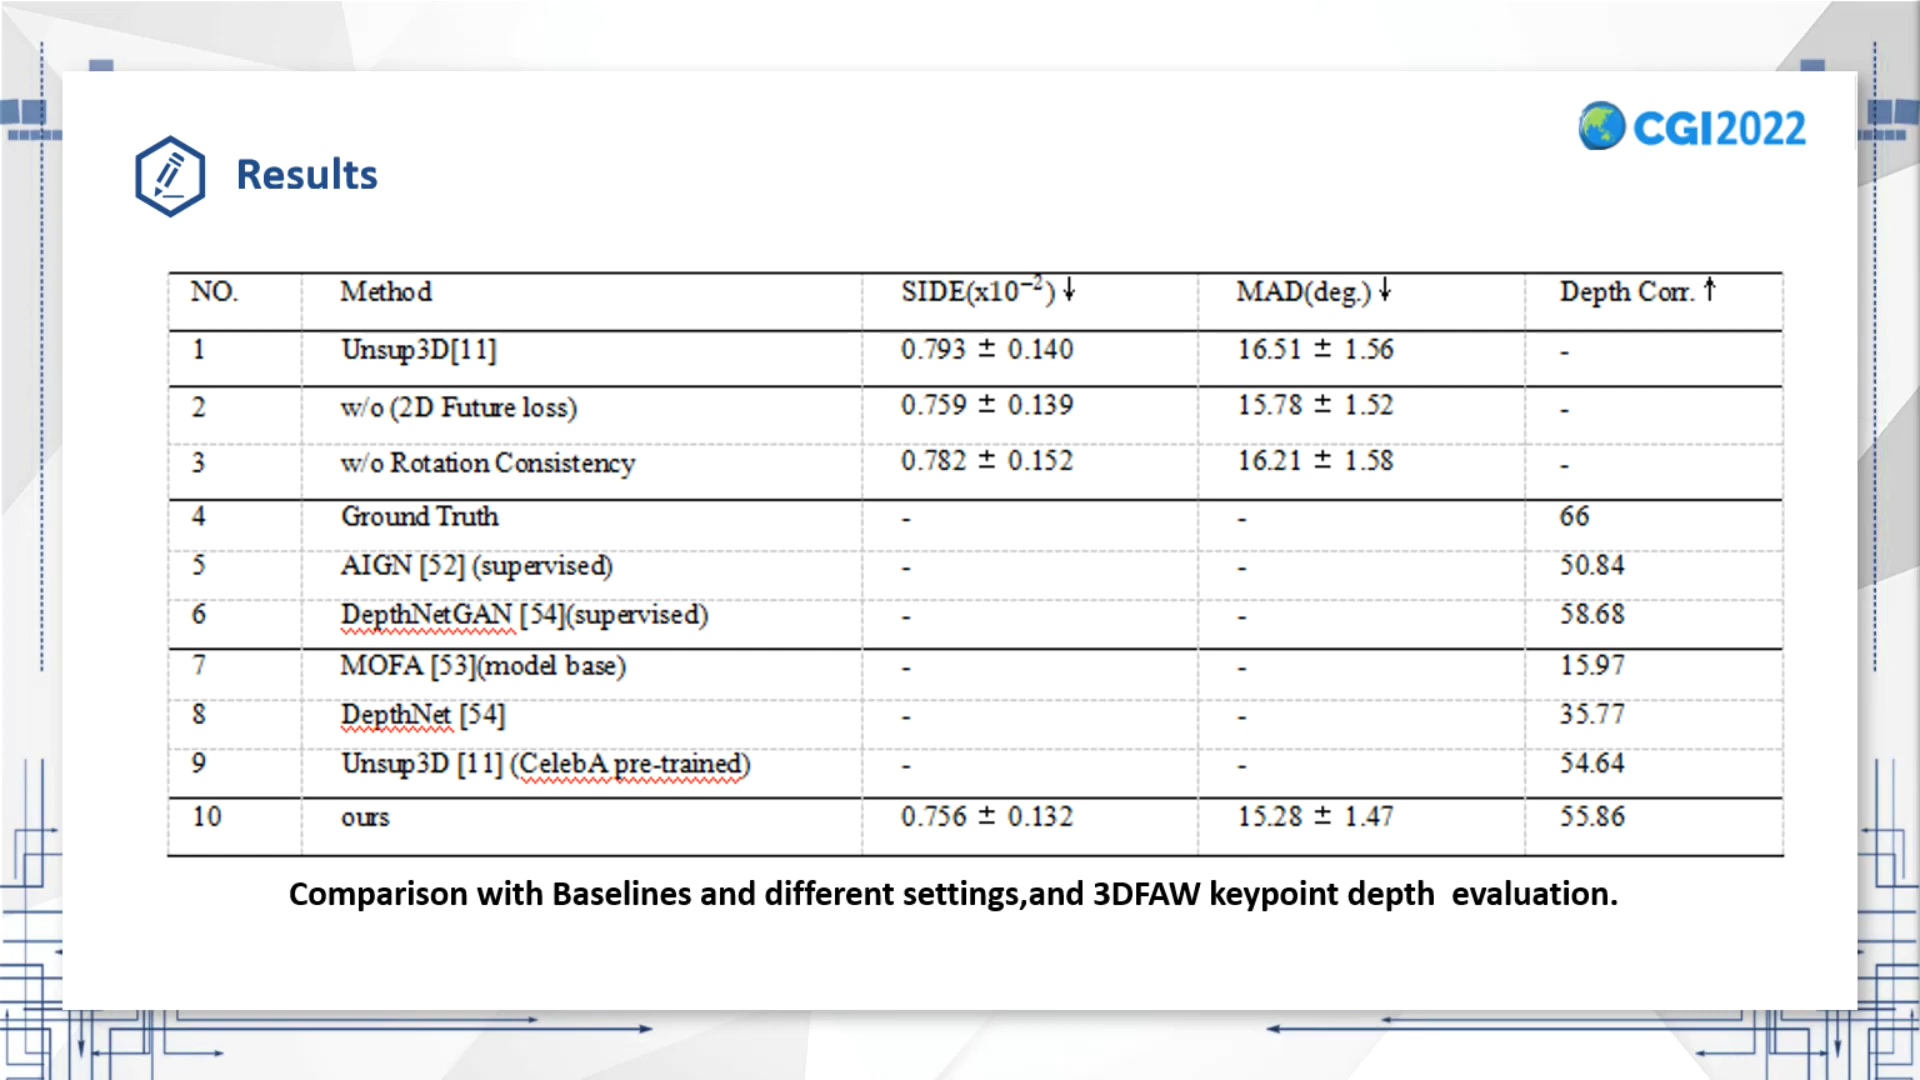 CGI2022
Results
NO. Method SIDE(x10⁻²)↓ MAD(deg.)↓ Depth Corr.↑
1 Unsup3D[11] 0.793 ± 0.140 16.51 ± 1.56 -
2 w/o (2D Future loss) 0.759 ± 0.139 15.78 ± 1.52 -
3 w/o Rotation Consistency 0.782 ± 0.152 16.21 ± 1.58 -
4 Ground Truth - - 66
5 AIGN [52] (supervised) - - 50.84
6 DepthNetGAN [54](supervised) - - 58.68
7 MOFA [53](model base) - - 15.97
8 DepthNet [54] - - 35.77
9 Unsup3D [11] (CelebA pre-trained) - - 54.64
10 ours 0.756 ± 0.132 15.28 ± 1.47 55.86
Comparison with Baselines and different settings,and 3DFAW keypoint depth evaluation.